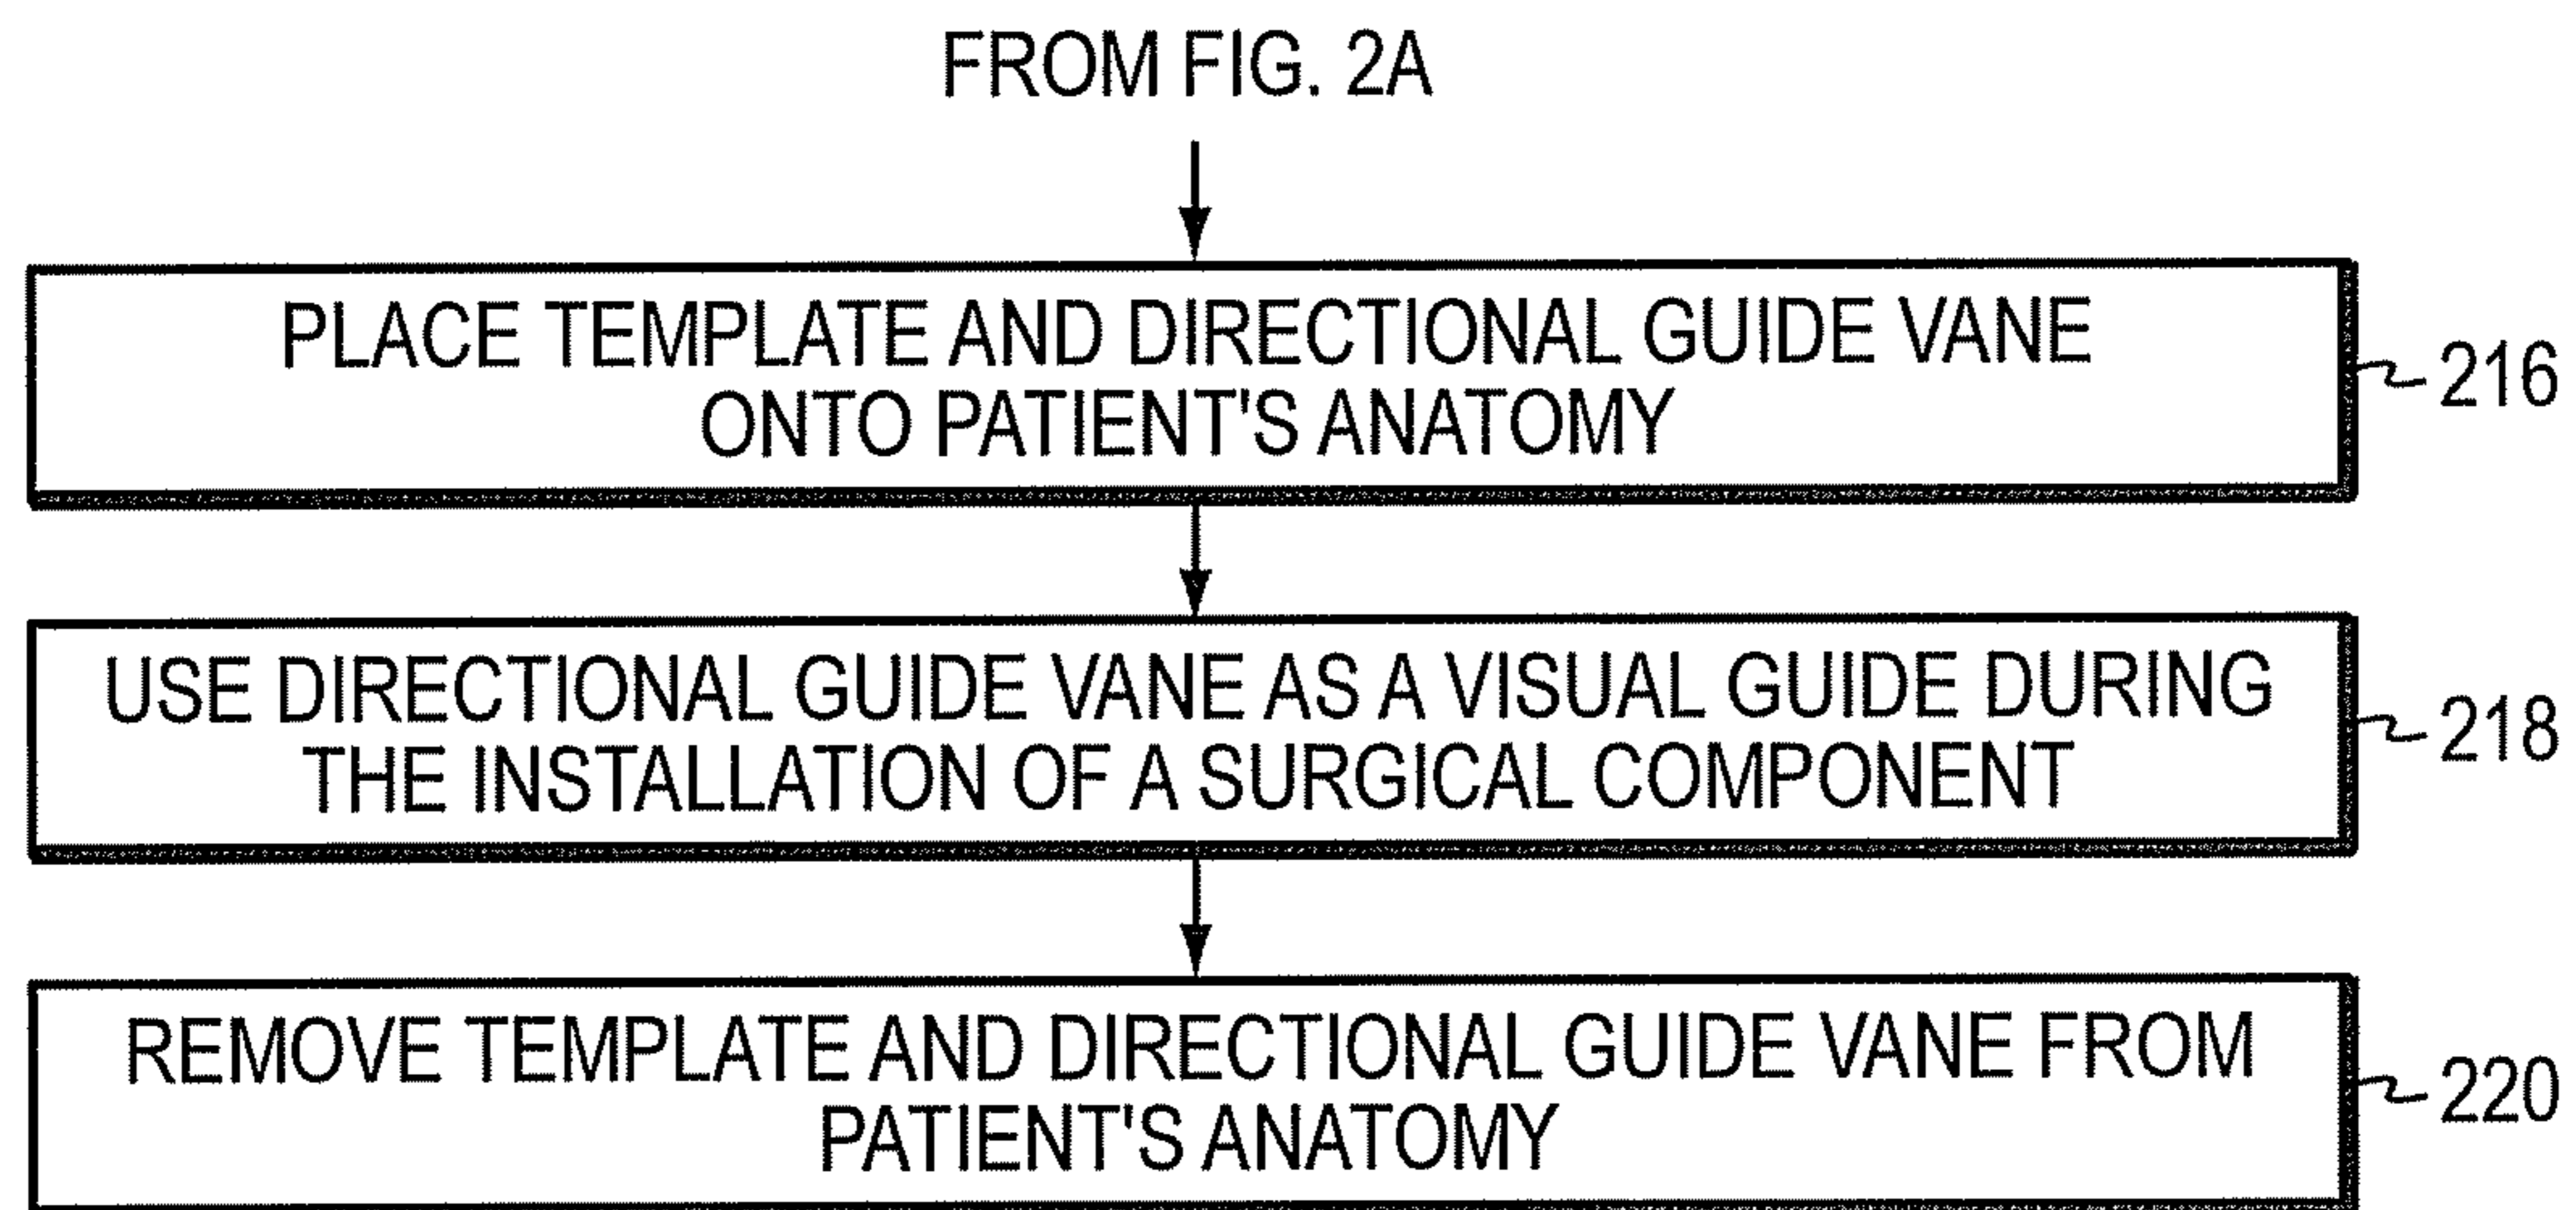 FROM FIG. 2A
PLACE TEMPLATE AND DIRECTIONAL GUIDE VANE
ONTO PATIENT'S ANATOMY
216
USE DIRECTIONAL GUIDE VANE AS A VISUAL GUIDE DURING
THE INSTALLATION OF A SURGICAL COMPONENT
218
REMOVE TEMPLATE AND DIRECTIONAL GUIDE VANE FROM
PATIENT'S ANATOMY
220